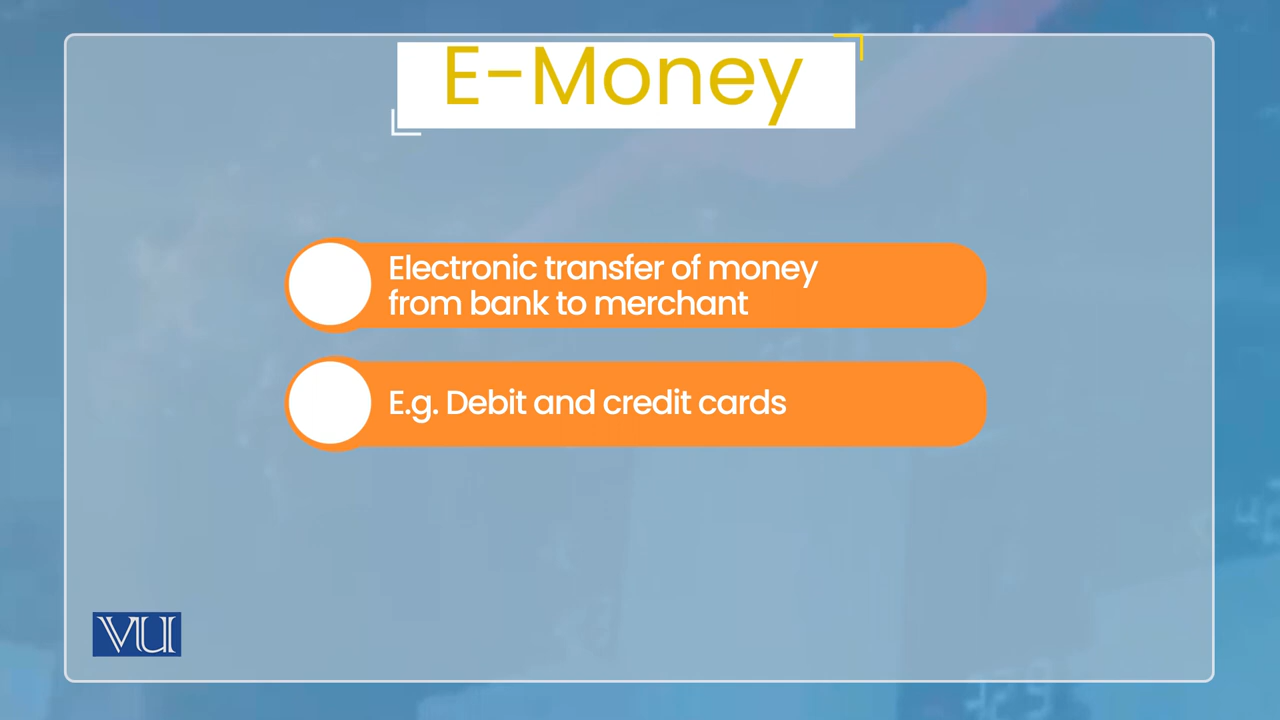 E-Money
Electronic transfer of money
from bank to merchant
E.g. Debit and credit cards
VU